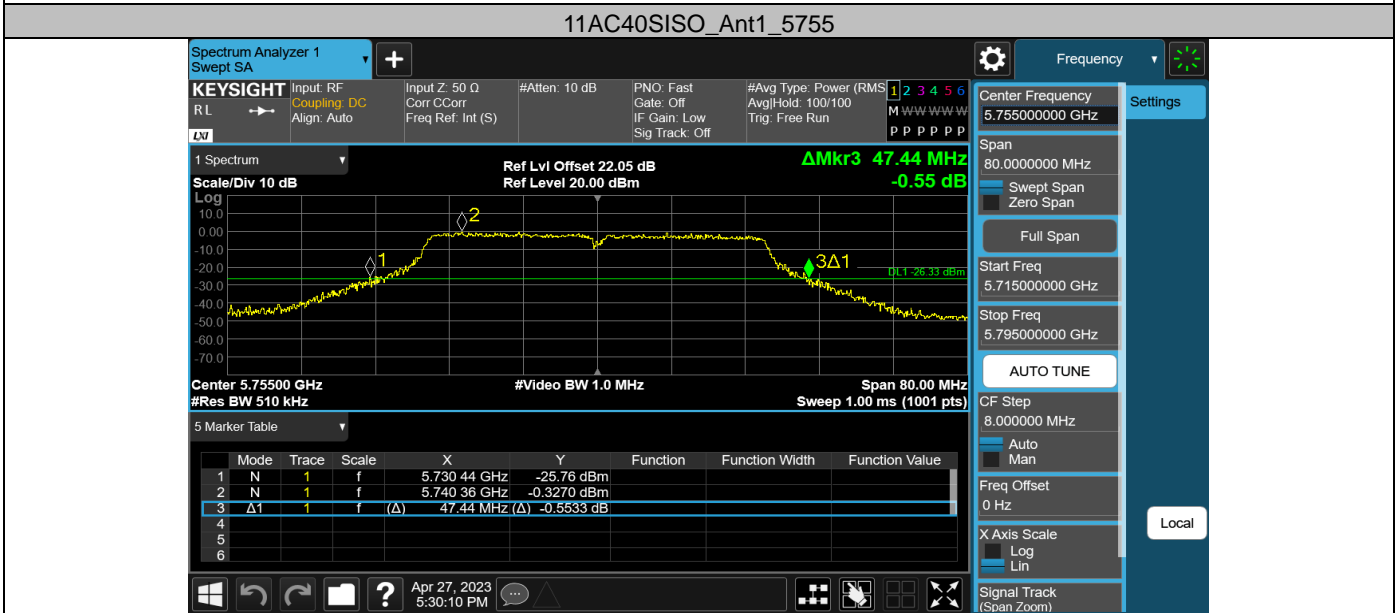 11AC40SISO_Ant1_5755
Spectrum Analyzer 1
Swept SA
Frequency
KEYSIGHT
RL
LXI
Input: RF
Coupling: DC
Align: Auto
Input Z: 50 Ω
Corr CCorr
Freq Ref: Int (S)
#Atten: 10 dB
PNO: Fast
Gate: Off
IF Gain: Low
Sig Track: Off
#Avg Type: Power (RMS
Avg|Hold: 100/100
Trig: Free Run
1 2 3 4 5 6
M W W W W W
P P P P P P
1 Spectrum
Scale/Div 10 dB
Ref Lvl Offset 22.05 dB
Ref Level 20.00 dBm
ΔMkr3 47.44 MHz
-0.55 dB
Log
10.0
0.00
-10.0
-20.0
-30.0
-40.0
-50.0
-60.0
-70.0
1
2
3Δ1
DL1 -26.33 dBm
Center 5.75500 GHz
#Video BW 1.0 MHz
Span 80.00 MHz
#Res BW 510 kHz
Sweep 1.00 ms (1001 pts)
5 Marker Table
Mode Trace Scale X Y Function Function Width Function Value
1 N 1 f 5.730 44 GHz -25.76 dBm
2 N 1 f 5.740 36 GHz -0.3270 dBm
3 Δ1 1 f (Δ) 47.44 MHz (Δ) -0.5533 dB
4
5
6
?
Apr 27, 2023
5:30:10 PM
Center Frequency
5.755000000 GHz
Settings
Span
80.0000000 MHz
Swept Span
Zero Span
Full Span
Start Freq
5.715000000 GHz
Stop Freq
5.795000000 GHz
AUTO TUNE
CF Step
8.000000 MHz
Auto
Man
Freq Offset
0 Hz
Local
X Axis Scale
Log
Lin
Signal Track
(Span Zoom)